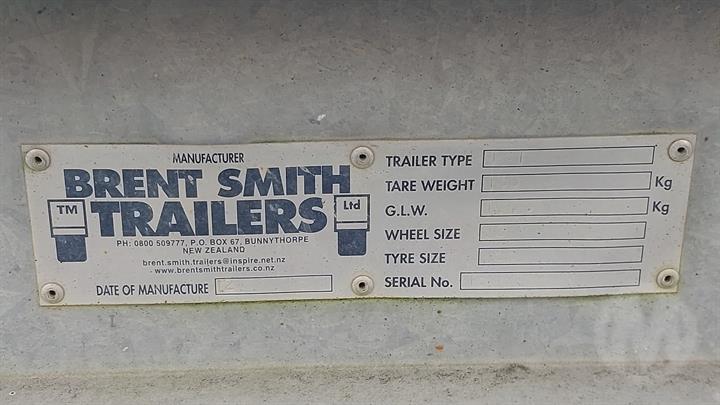 MANUFACTURER
BRENT SMITH
TM TRAILERS Ltd
PH: 0800 509777, P.O. BOX 67, BUNNYTHORPE
NEW ZEALAND
brent.smith.trailers@inspire.net.nz
- www.brentsmithtrailers.co.nz
DATE OF MANUFACTURE
TRAILER TYPE
TARE WEIGHT Kg
G.L.W. Kg
WHEEL SIZE
TYRE SIZE
SERIAL No.